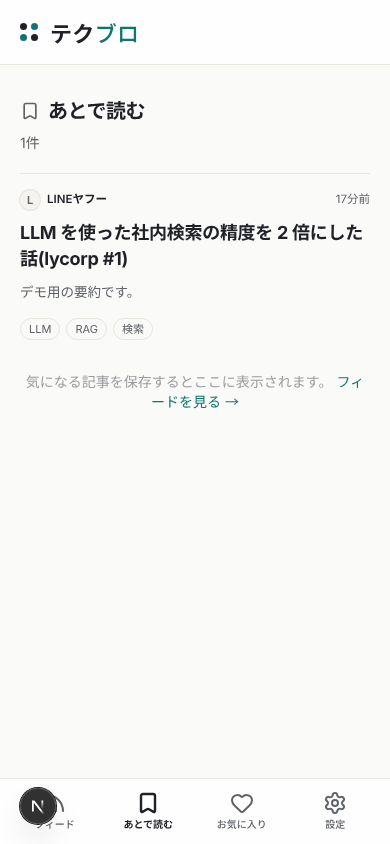 テクブロ
あとで読む
1件
L LINEヤフー 17分前
LLM を使った社内検索の精度を 2 倍にした
話(lycorp #1)
デモ用の要約です。
LLM RAG 検索
気になる記事を保存するとここに表示されます。 フィ
ードを見る →
N
ィード あとで読む お気に入り 設定